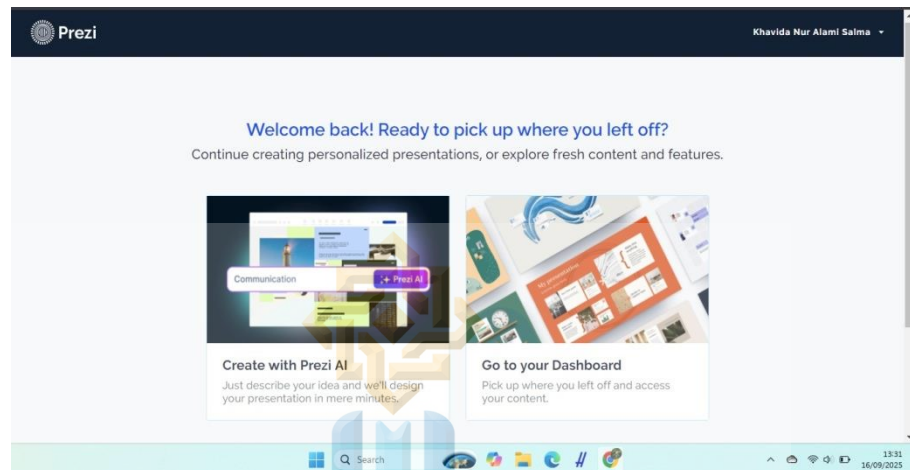 Prezi
Khavida Nur Alami Salma
Welcome back! Ready to pick up where you left off?
Continue creating personalized presentations, or explore fresh content and features.
Communication
Prezi AI
My presentation
Create with Prezi AI
Just describe your idea and we'll design
your presentation in mere minutes.
Go to your Dashboard
Pick up where you left off and access
your content.
Search
13:31
16/09/2025